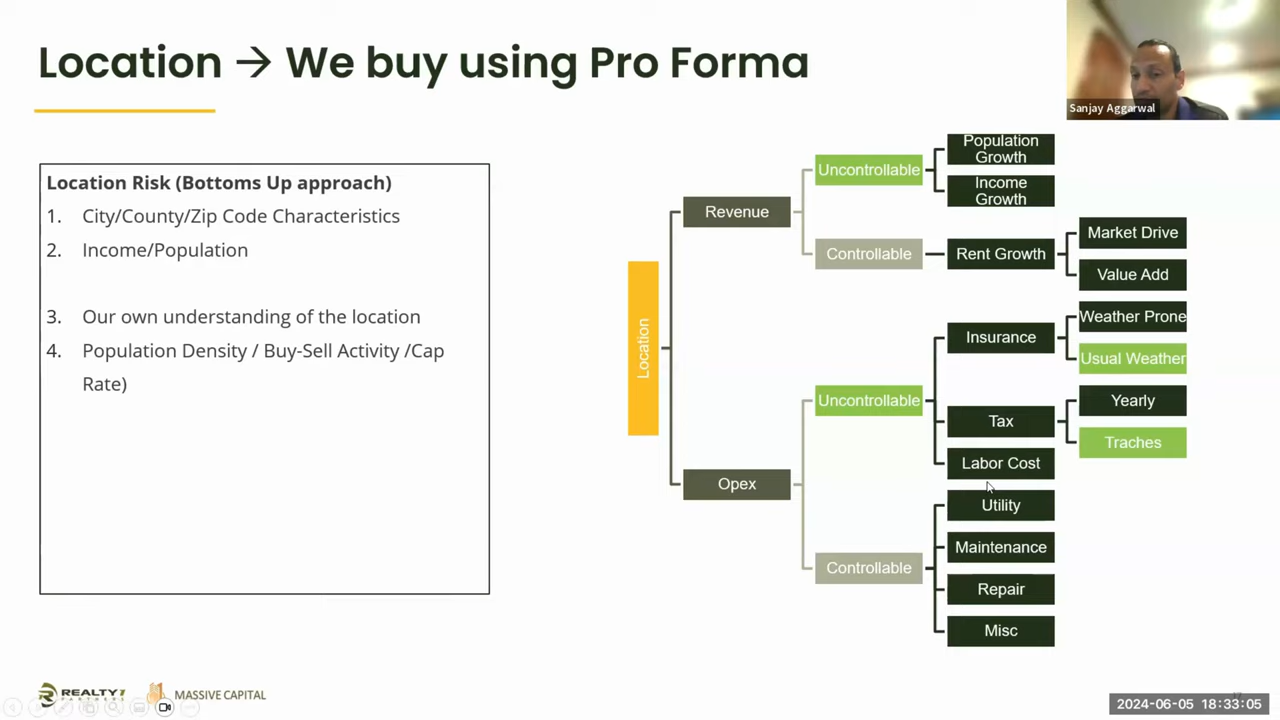 Location → We buy using Pro Forma
Sanjay Aggarwal
Location Risk (Bottoms Up approach)
1. City/County/Zip Code Characteristics
2. Income/Population
3. Our own understanding of the location
4. Population Density / Buy-Sell Activity /Cap
Rate)
Location
Revenue
Uncontrollable
Population
Growth
Income
Growth
Controllable
Rent Growth
Market Drive
Value Add
Opex
Uncontrollable
Insurance
Weather Prone
Usual Weather
Tax
Yearly
Traches
Labor Cost
Controllable
Utility
Maintenance
Repair
Misc
REALTY
MASSIVE CAPITAL
2024-06-05 18:33:05